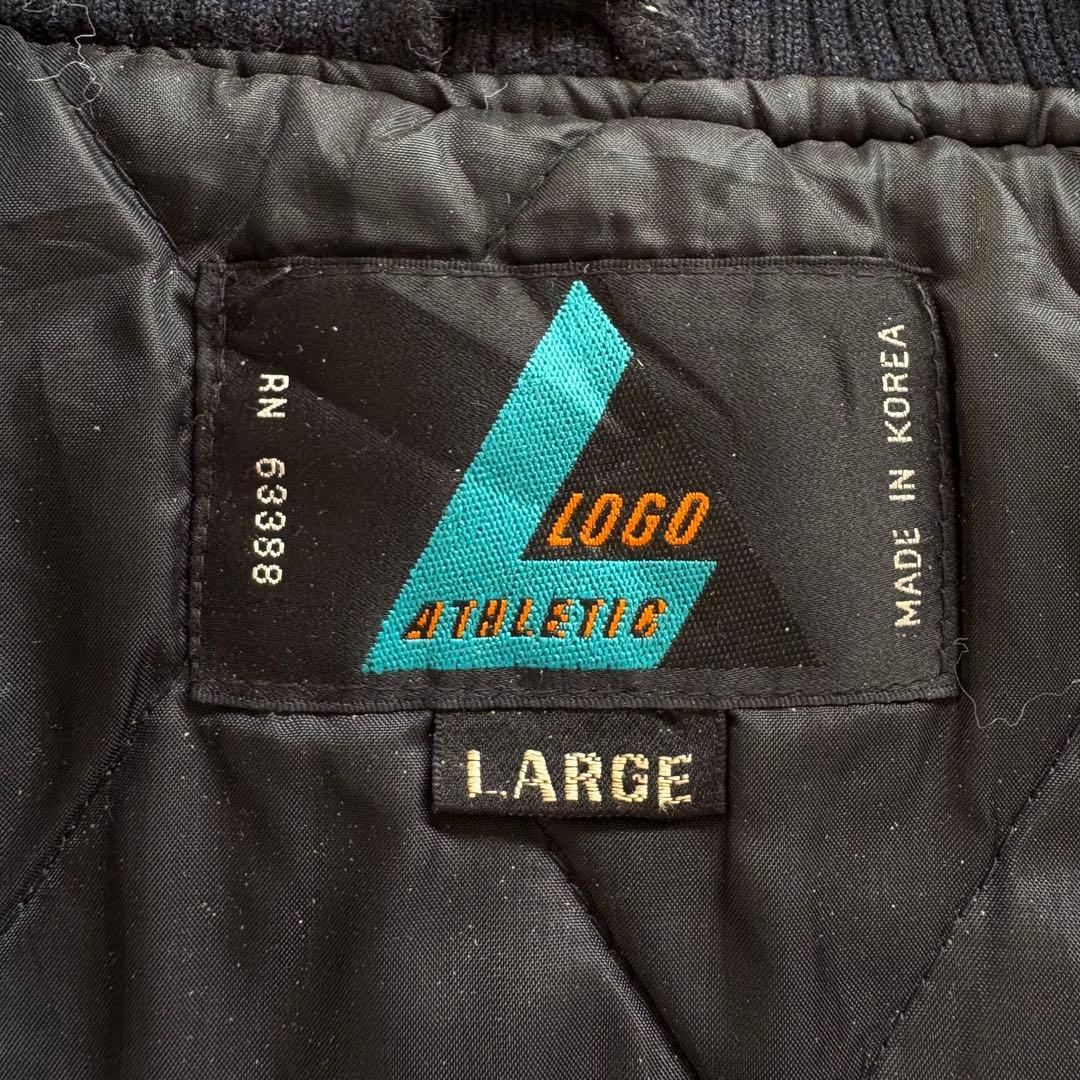 RN 63388
LOGO
ATHLETIC
MADE IN KOREA
LARGE